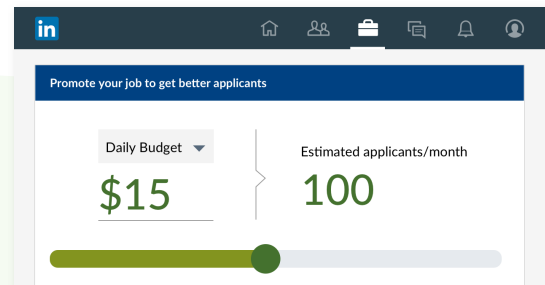 in
Promote your job to get better applicants
Daily Budget
Estimated applicants/month
$15
100